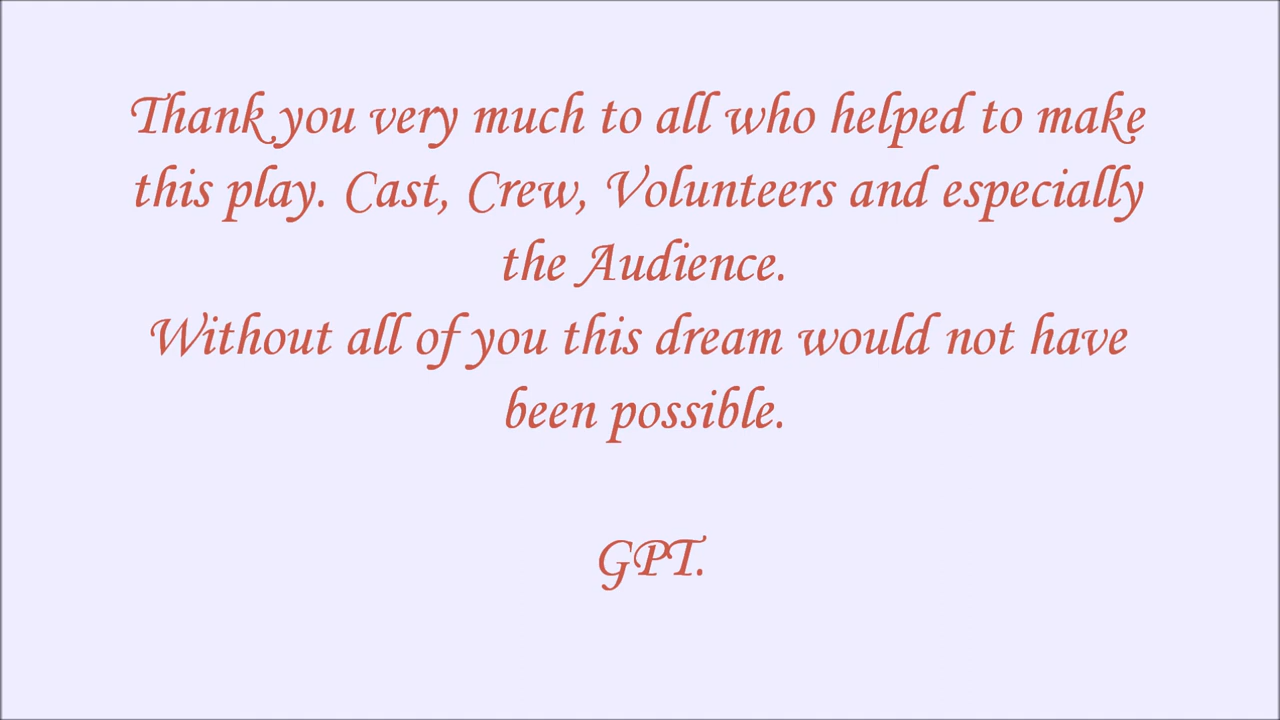 Thank you very much to all who helped to make
this play. Cast, Crew, Volunteers and especially
the Audience.
Without all of you this dream would not have
been possible.
GPT.